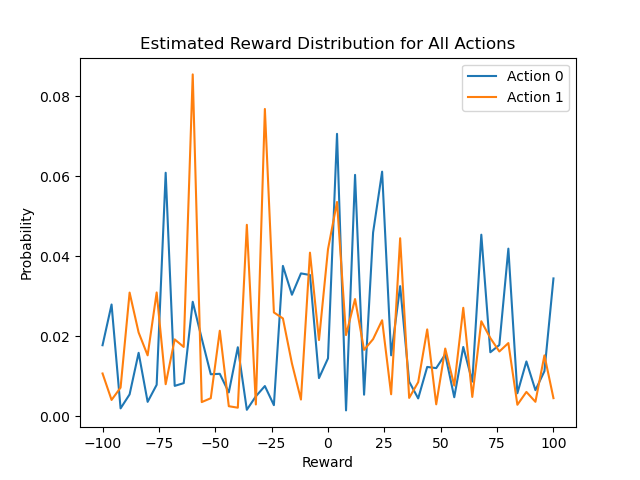 Estimated Reward Distribution for All Actions
Action 0
Action 1
0.08
0.06
0.04
0.02
0.00
Probability
−100
−75
−50
−25
0
25
50
75
100
Reward